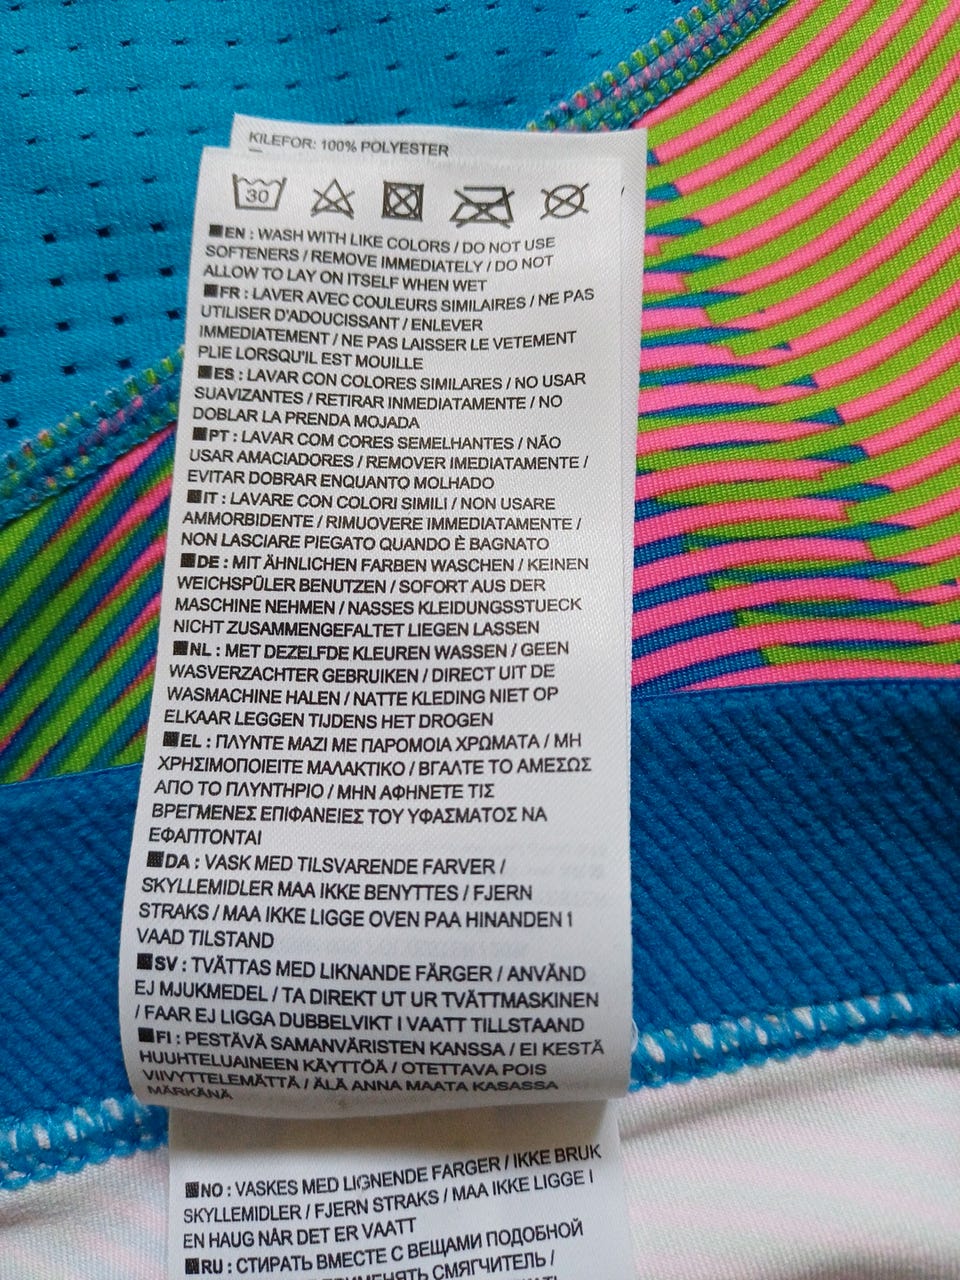 KILEFOR: 100% POLYESTER
30
EN : WASH WITH LIKE COLORS / DO NOT USE
SOFTENERS / REMOVE IMMEDIATELY / DO NOT
ALLOW TO LAY ON ITSELF WHEN WET
FR : LAVER AVEC COULEURS SIMILAIRES / NE PAS
UTILISER D'ADOUCISSANT / ENLEVER
IMMEDIATEMENT / NE PAS LAISSER LE VETEMENT
PLIE LORSQU'IL EST MOUILLE
ES : LAVAR CON COLORES SIMILARES / NO USAR
SUAVIZANTES / RETIRAR INMEDIATAMENTE / NO
DOBLAR LA PRENDA MOJADA
PT : LAVAR COM CORES SEMELHANTES / NÃO
USAR AMACIADORES / REMOVER IMEDIATAMENTE /
EVITAR DOBRAR ENQUANTO MOLHADO
IT : LAVARE CON COLORI SIMILI / NON USARE
AMMORBIDENTE / RIMUOVERE IMMEDIATAMENTE /
NON LASCIARE PIEGATO QUANDO È BAGNATO
DE : MIT ÄHNLICHEN FARBEN WASCHEN / KEINEN
WEICHSPÜLER BENUTZEN / SOFORT AUS DER
MASCHINE NEHMEN / NASSES KLEIDUNGSSTUECK
NICHT ZUSAMMENGEFALTET LIEGEN LASSEN
NL : MET DEZELFDE KLEUREN WASSEN / GEEN
WASVERZACHTER GEBRUIKEN / DIRECT UIT DE
WASMACHINE HALEN / NATTE KLEDING NIET OP
ELKAAR LEGGEN TIJDENS HET DROGEN
EL : ΠΛΥΝΤΕ ΜΑΖΙ ΜΕ ΠΑΡΟΜΟΙΑ ΧΡΩΜΑΤΑ / ΜΗ
ΧΡΗΣΙΜΟΠΟΙΕΙΤΕ ΜΑΛΑΚΤΙΚΟ / ΒΓΑΛΤΕ ΤΟ ΑΜΕΣΩΣ
ΑΠΟ ΤΟ ΠΛΥΝΤΗΡΙΟ / ΜΗΝ ΑΦΗΝΕΤΕ ΤΙΣ
ΒΡΕΓΜΕΝΕΣ ΕΠΙΦΑΝΕΙΕΣ ΤΟΥ ΥΦΑΣΜΑΤΟΣ ΝΑ
ΕΦΑΠΤΟΝΤΑΙ
DA : VASK MED TILSVARENDE FARVER /
SKYLLEMIDLER MAA IKKE BENYTTES / FJERN
STRAKS / MAA IKKE LIGGE OVEN PAA HINANDEN I
VAAD TILSTAND
SV : TVÄTTAS MED LIKNANDE FÄRGER / ANVÄND
EJ MJUKMEDEL / TA DIREKT UT UR TVÄTTMASKINEN
/ FAAR EJ LIGGA DUBBELVIKT I VAATT TILLSTAAND
FI : PESTÄVÄ SAMANVÄRISTEN KANSSA / EI KESTÄ
HUUHTELUAINEEN KÄYTTÖÄ / OTETTAVA POIS
VIIVYTTELEMÄTTÄ / ÄLÄ ANNA MAATA KASASSA
MÄRKÄNÄ
NO : VASKES MED LIGNENDE FARGER / IKKE BRUK
SKYLLEMIDLER / FJERN STRAKS / MAA IKKE LIGGE I
EN HAUG NÅR DET ER VAATT
RU : СТИРАТЬ ВМЕСТЕ С ВЕЩАМИ ПОДОБНОЙ
СМЯГЧИТЕЛЬ /